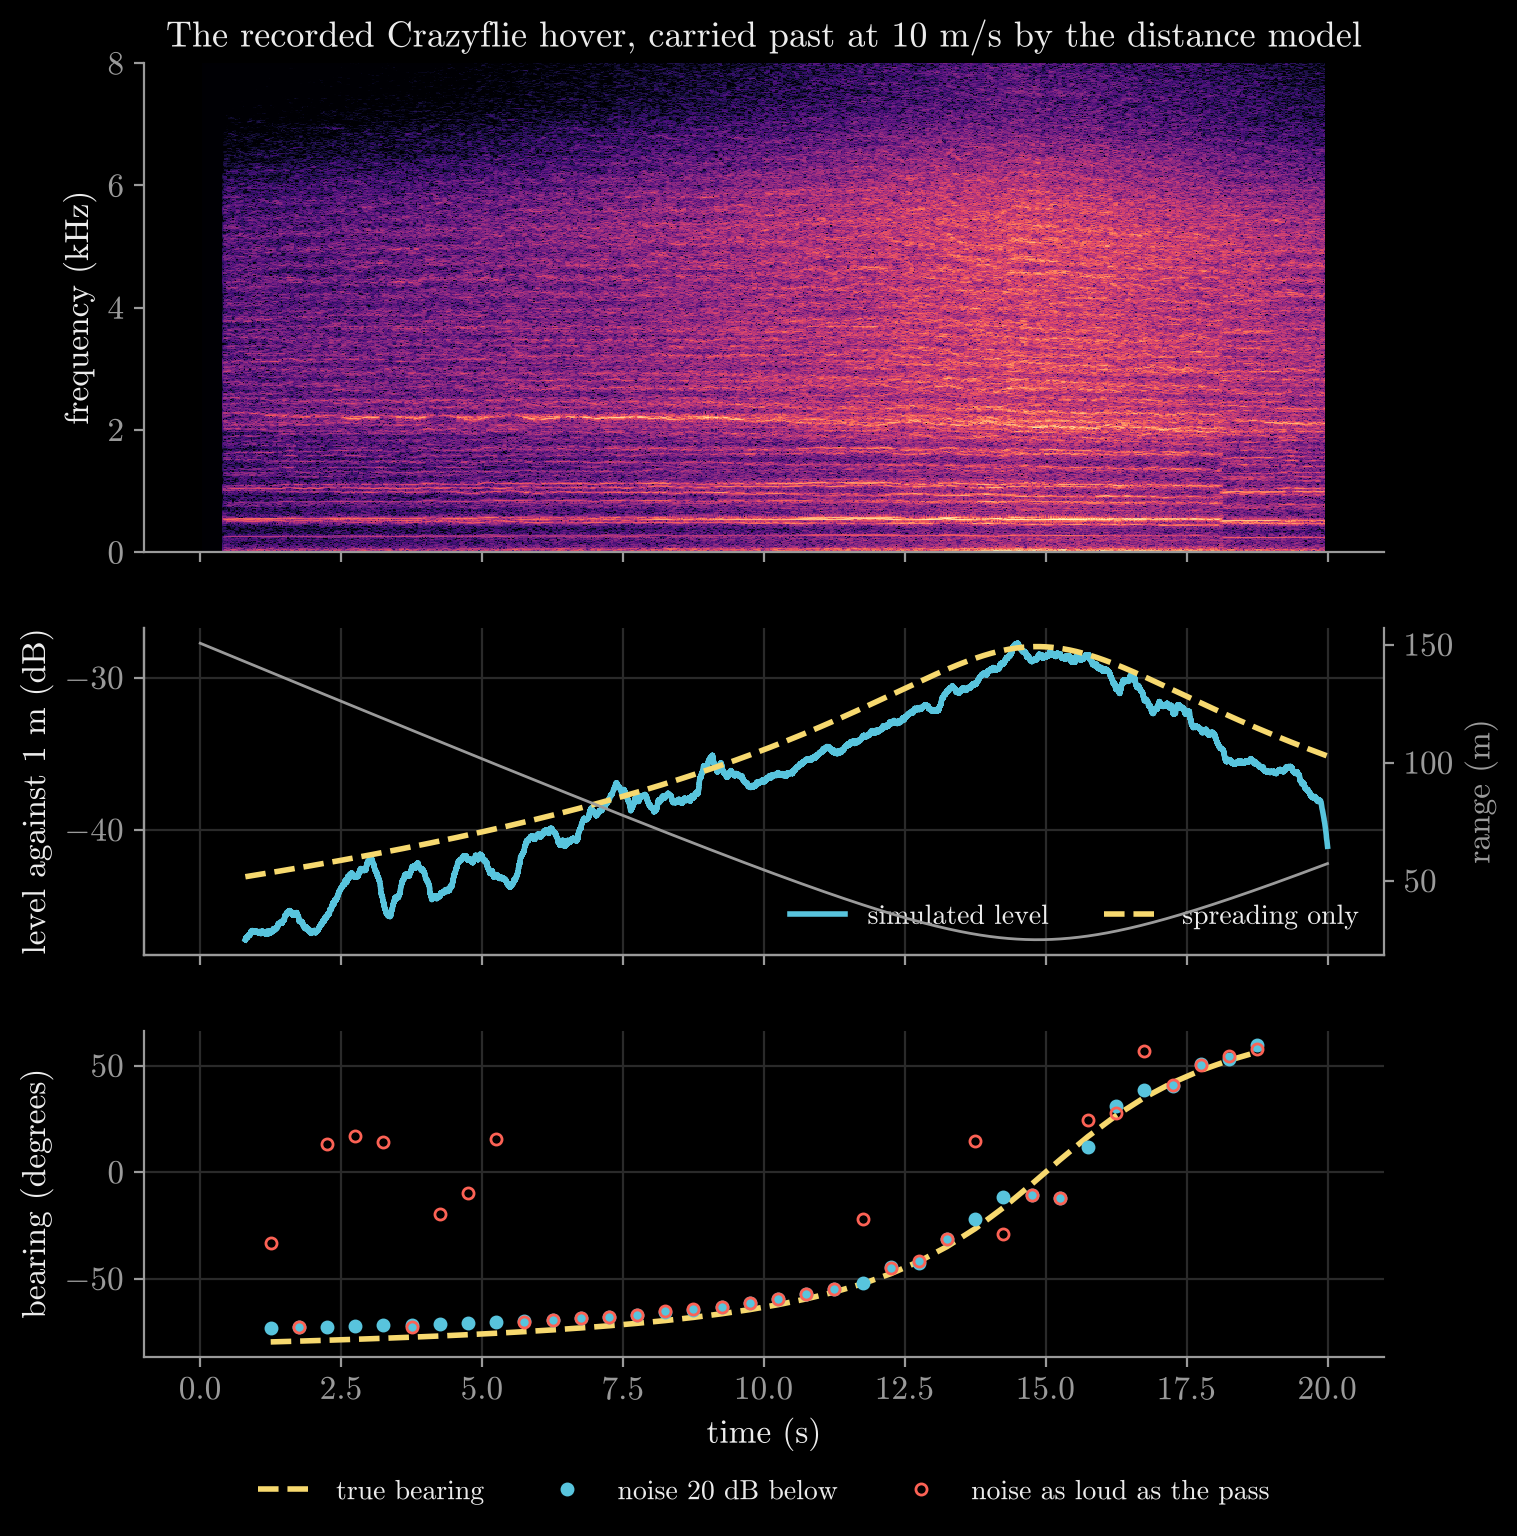 The recorded Crazyflie hover, carried past at 10 m/s by the distance model
8
6
4
2
0
frequency (kHz)
−30
−40
level against 1 m (dB)
150
100
50
range (m)
simulated level
spreading only
50
0
−50
bearing (degrees)
0.0 2.5 5.0 7.5 10.0 12.5 15.0 17.5 20.0
time (s)
true bearing
noise 20 dB below
noise as loud as the pass